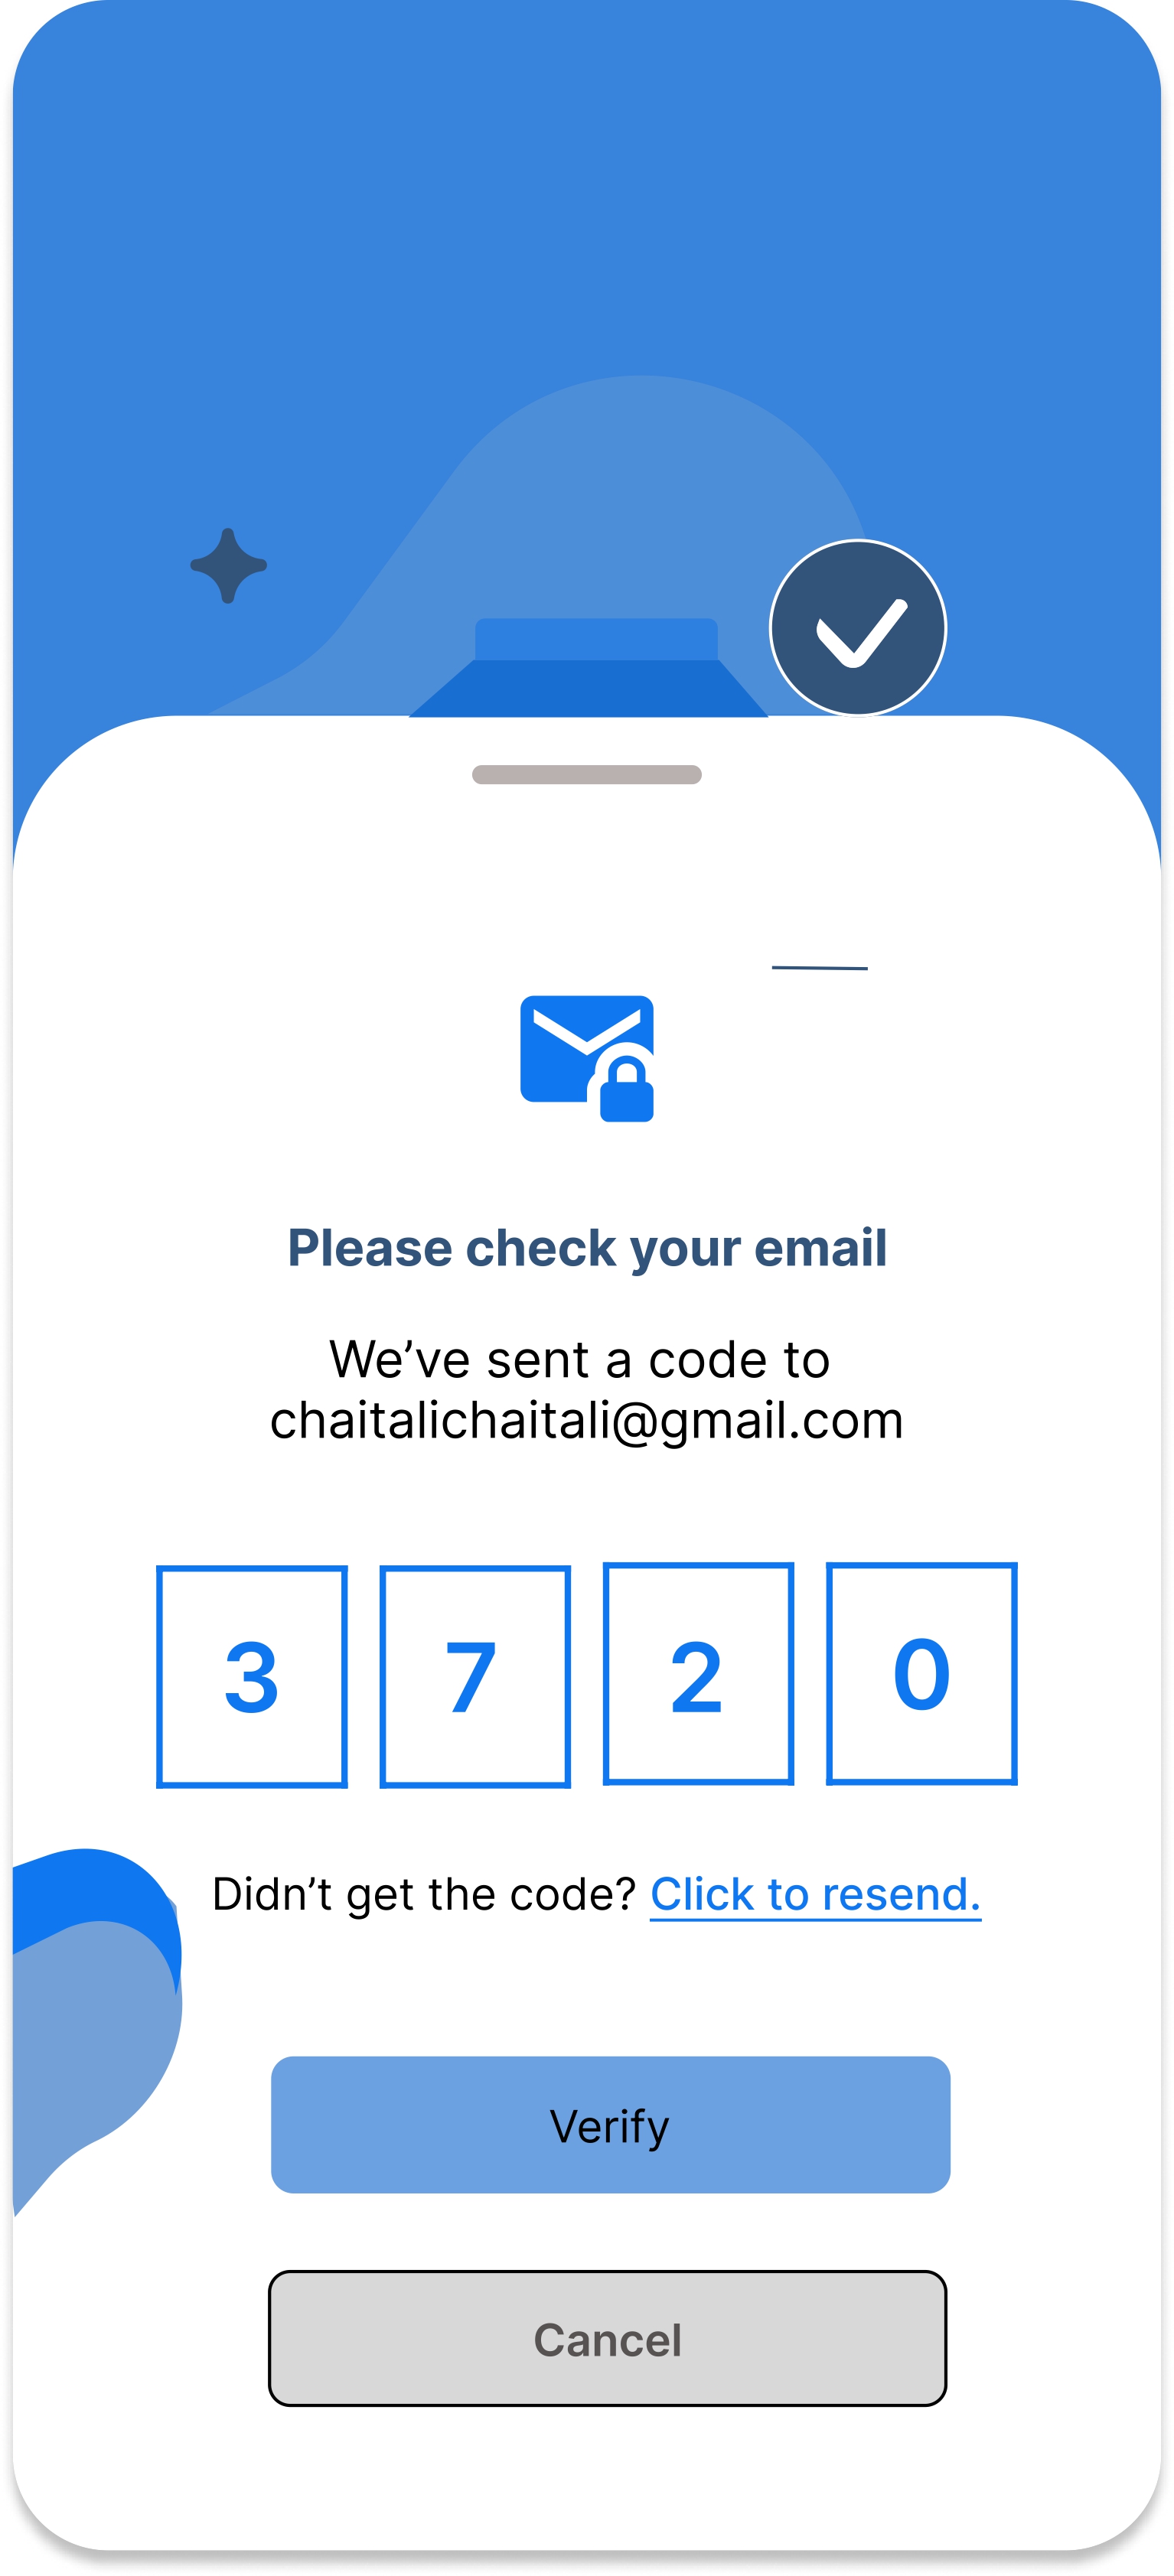 Please check your email
We’ve sent a code to
chaitalichaitali@gmail.com
3 7 2 0
Didn’t get the code? Click to resend.
Verify
Cancel